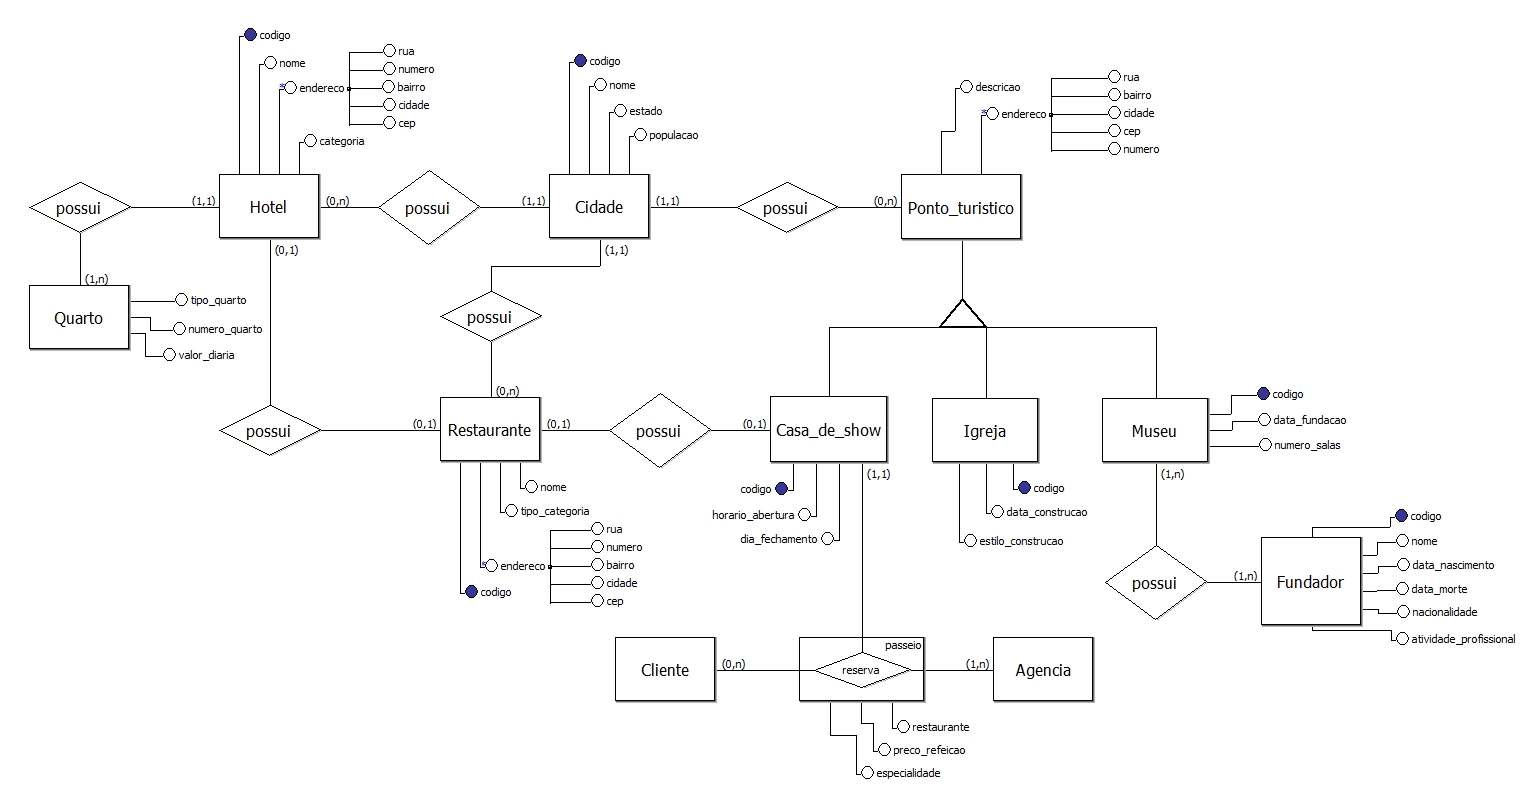 codigo
nome
endereco
rua
numero
bairro
cidade
cep
categoria
codigo
nome
estado
populacao
descricao
endereco
rua
bairro
cidade
cep
numero
possui
(1,1)
Hotel
(0,n)
possui
(1,1)
Cidade
(1,1)
possui
(0,n)
Ponto_turistico
(0,1)
(1,1)
(1,n)
Quarto
tipo_quarto
numero_quarto
valor_diaria
possui
(0,n)
possui
(0,1)
Restaurante
(0,1)
possui
(0,1)
Casa_de_show
(1,1)
Igreja
Museu
(1,n)
codigo
data_fundacao
numero_salas
nome
tipo_categoria
endereco
rua
numero
bairro
cidade
cep
codigo
codigo
horario_abertura
dia_fechamento
codigo
data_construcao
estilo_construcao
possui
(1,n)
Fundador
codigo
nome
data_nascimento
data_morte
nacionalidade
atividade_profissional
Cliente
(0,n)
passeio
reserva
(1,n)
Agencia
restaurante
preco_refeicao
especialidade